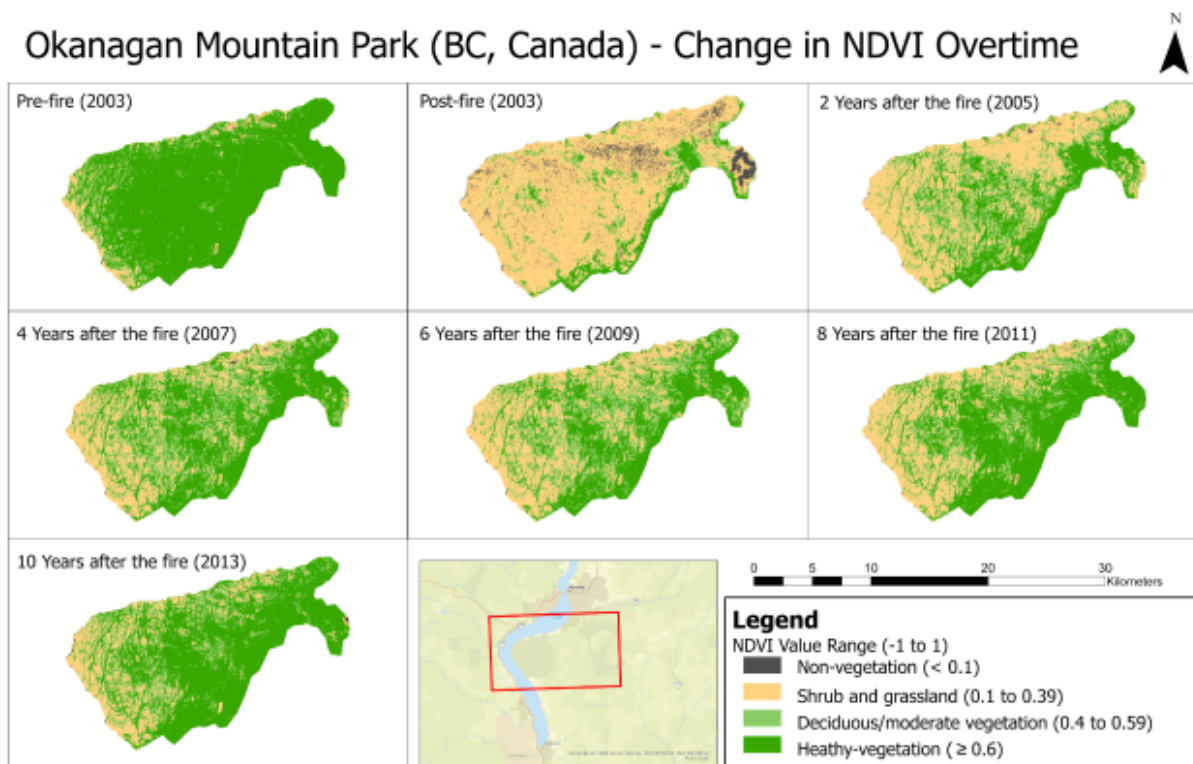 N
Okanagan Mountain Park (BC, Canada) - Change in NDVI Overtime
Pre-fire (2003)
Post-fire (2003)
2 Years after the fire (2005)
4 Years after the fire (2007)
6 Years after the fire (2009)
8 Years after the fire (2011)
10 Years after the fire (2013)
0 5 10 20 30
Kilometers
Legend
NDVI Value Range (-1 to 1)
Non-vegetation (< 0.1)
Shrub and grassland (0.1 to 0.39)
Deciduous/moderate vegetation (0.4 to 0.59)
Heathy-vegetation (≥ 0.6)